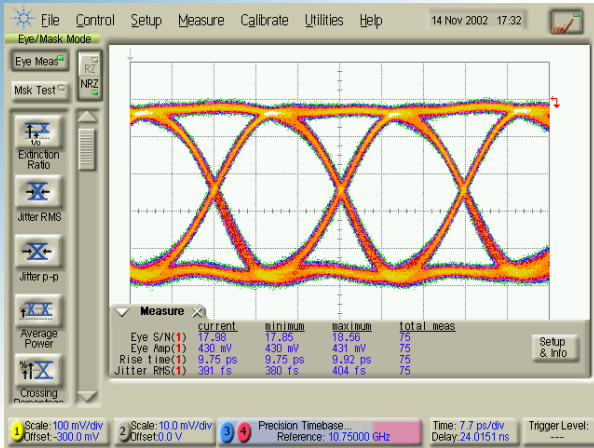 File Control Setup Measure Calibrate Utilities Help 14 Nov 2002 17:32
Eye/Mask Mode
Eye Meas
RZ
Msk Test
NRZ
1/0
Extinction
Ratio
Jitter RMS
Jitter p-p
Average
Power
%
Crossing
Percentage
Measure
current minimum maximum total meas
Eye S/N(1) 17.98 17.85 18.56 75
Eye Amp(1) 430 mV 430 mV 431 mV 75
Rise time(1) 9.75 ps 9.75 ps 9.92 ps 75
Jitter RMS(1) 391 fs 380 fs 404 fs 75
Setup
& Info
1 Scale:100 mV/div
Offset:-300.0 mV
2 Scale:10.0 mV/div
Offset:0.0 V
3 4 Precision Timebase...
Reference: 10.75000 GHz
Time: 7.7 ps/div
Delay:24.0151 ns
Trigger Level:
---